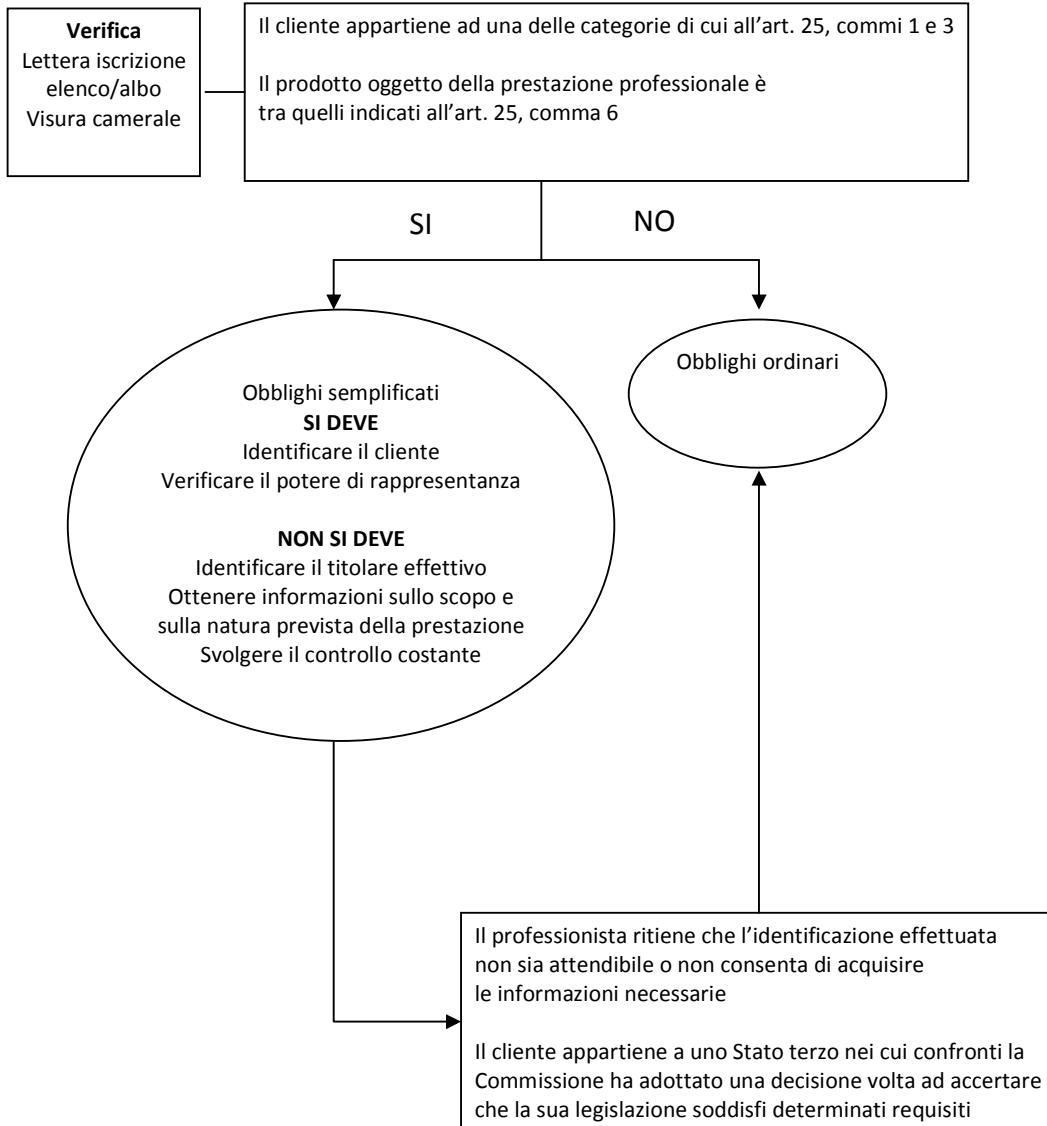 Verifica
Lettera iscrizione
elenco/albo
Visura camerale
Il cliente appartiene ad una delle categorie di cui all'art. 25, commi 1 e 3
Il prodotto oggetto della prestazione professionale è
tra quelli indicati all'art. 25, comma 6
SI
NO
Obblighi semplificati
SI DEVE
Identificare il cliente
Verificare il potere di rappresentanza
NON SI DEVE
Identificare il titolare effettivo
Ottenere informazioni sullo scopo e
sulla natura prevista della prestazione
Svolgere il controllo costante
Obblighi ordinari
Il professionista ritiene che l'identificazione effettuata
non sia attendibile o non consenta di acquisire
le informazioni necessarie
Il cliente appartiene a uno Stato terzo nei cui confronti la
Commissione ha adottato una decisione volta ad accertare
che la sua legislazione soddisfi determinati requisiti